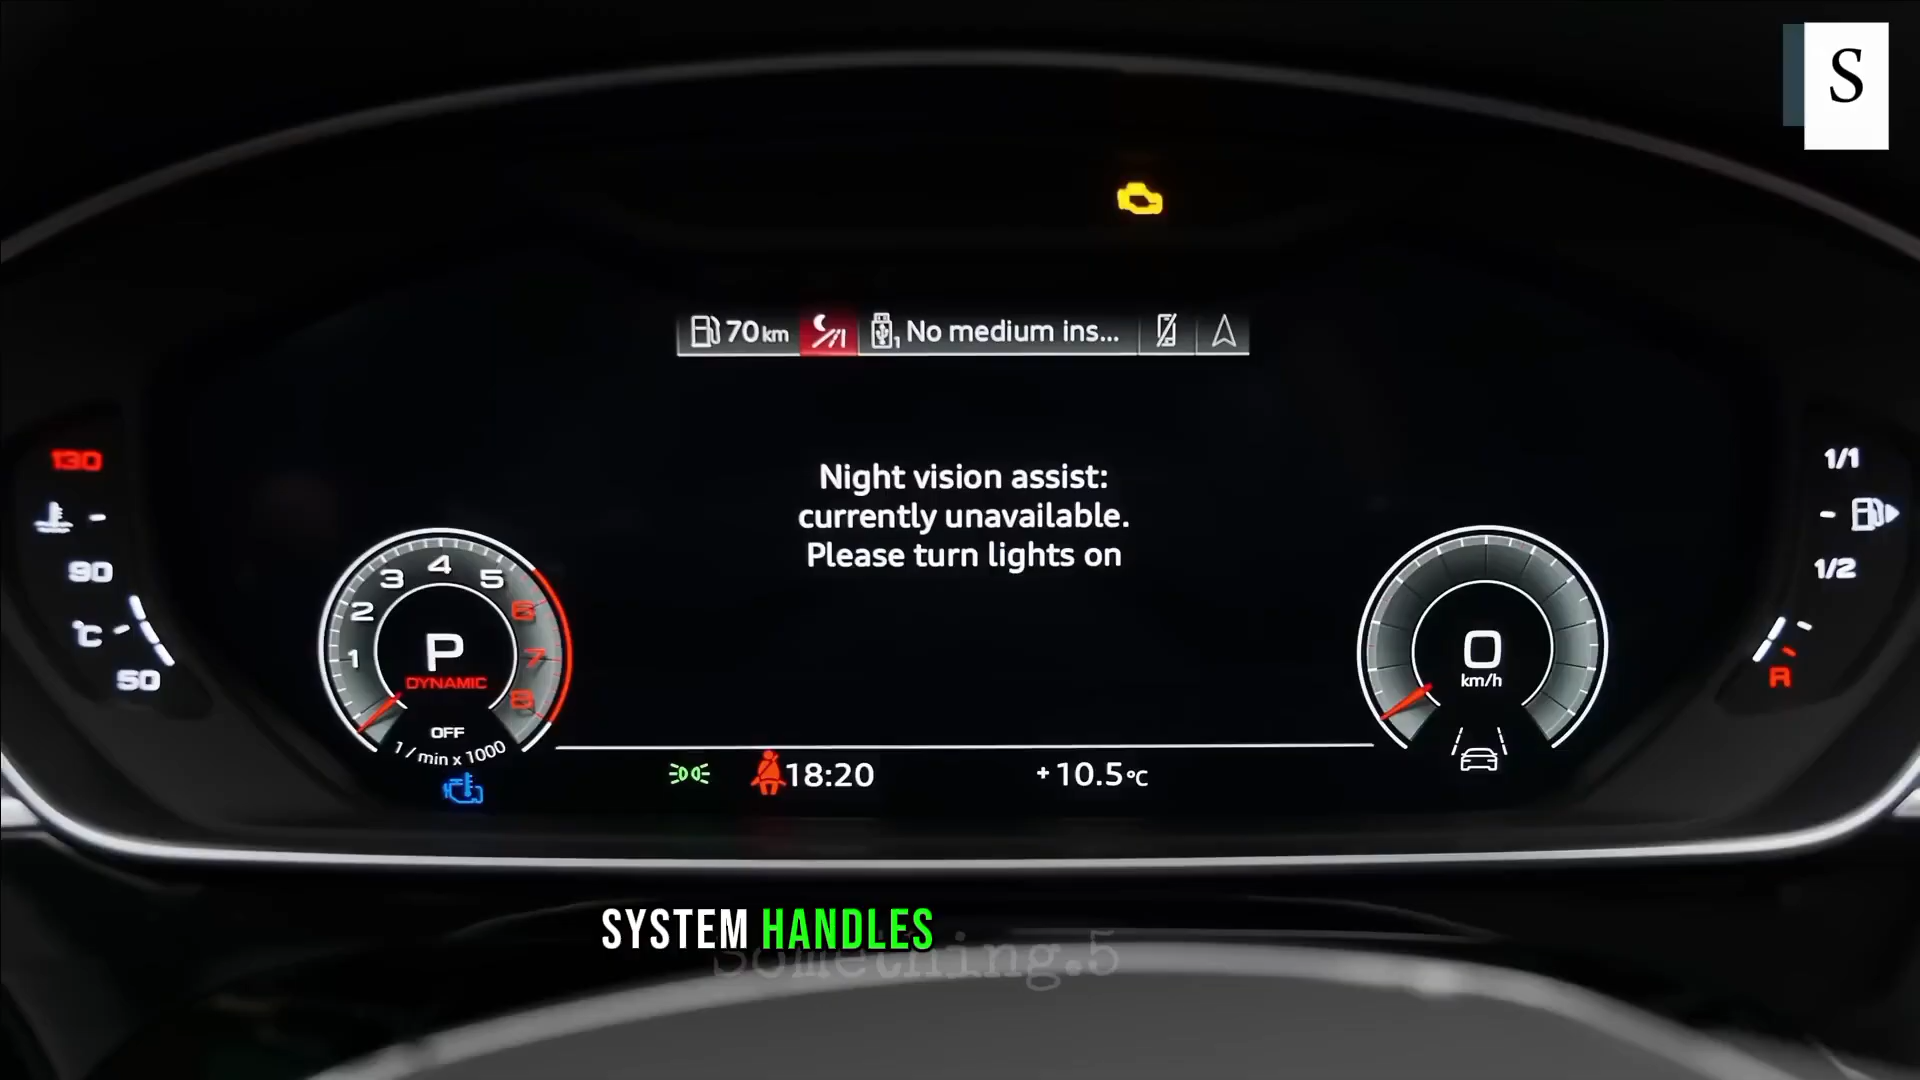 S
70 km
1
No medium ins...
130
90
°C
50
Night vision assist:
currently unavailable.
Please turn lights on
1/1
1/2
R
1
2
3
4
5
6
7
8
P
DYNAMIC
OFF
1 / min x 1000
0
km/h
18:20
+10.5°C
SYSTEM HANDLES
Something.5